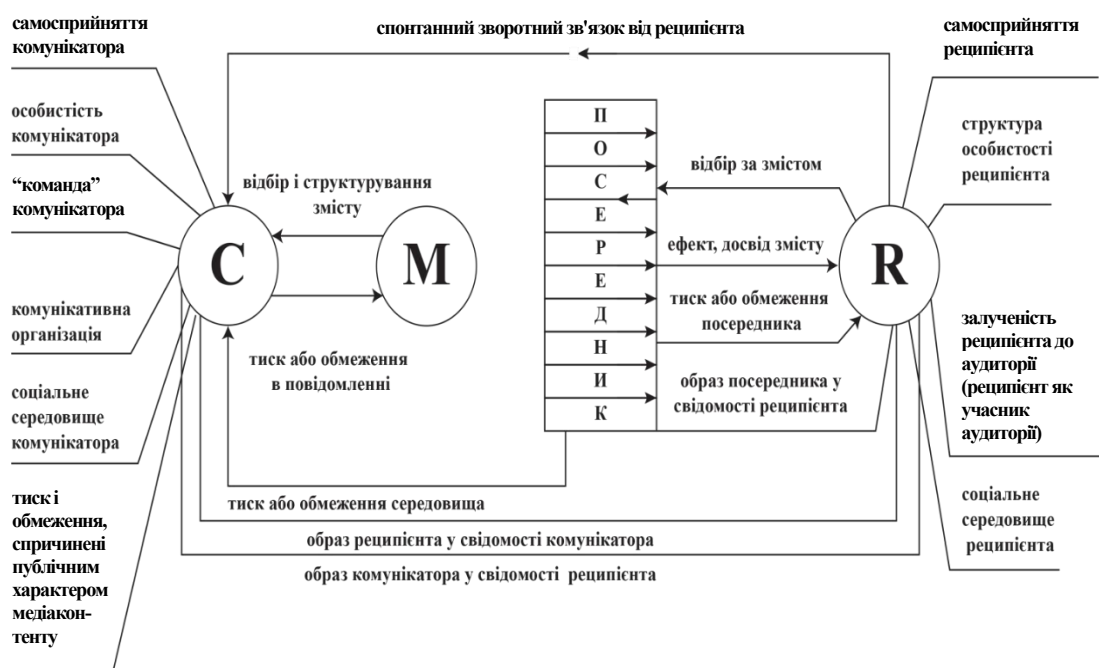 самосприйняття
комунікатора
особистість
комунікатора
“команда”
комунікатора
комунікативна
організація
соціальне
середовище
комунікатора
тиск і
обмеження,
спричинені
публічним
характером
медіакон-
тенту
спонтанний зворотний зв'язок від реципієнта
C
відбір і структурування
змісту
M
тиск або обмеження
в повідомленні
П
О
С
Е
Р
Е
Д
Н
И
К
відбір за змістом
ефект, досвід змісту
тиск або обмеження
посередника
образ посередника у
свідомості реципієнта
R
тиск або обмеження середовища
образ реципієнта у свідомості комунікатора
образ комунікатора у свідомості реципієнта
самосприйняття
реципієнта
структура
особистості
реципієнта
залученість
реципієнта до
аудиторії
(реципієнт як
учасник
аудиторії)
соціальне
середовище
реципієнта